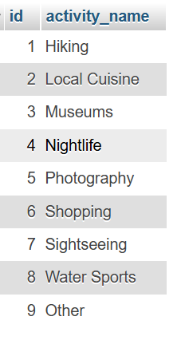 id activity_name
1 Hiking
2 Local Cuisine
3 Museums
4 Nightlife
5 Photography
6 Shopping
7 Sightseeing
8 Water Sports
9 Other